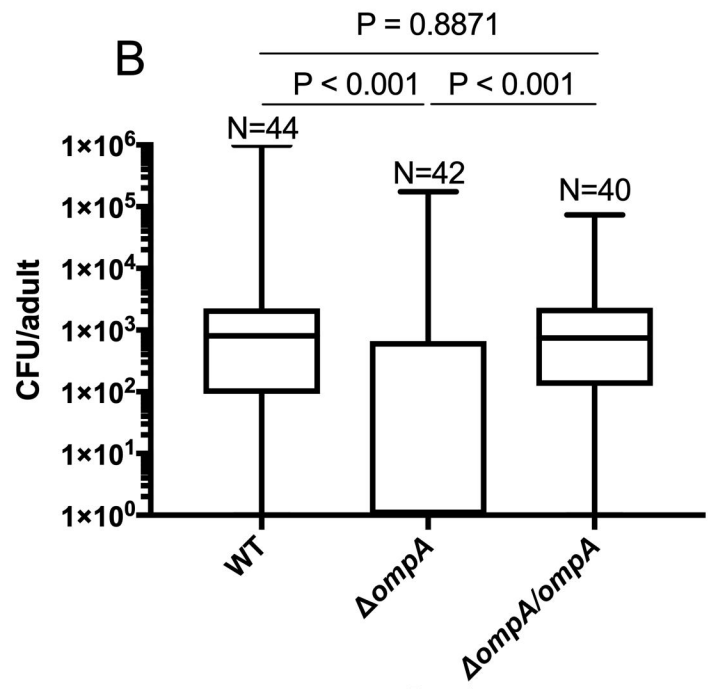 P = 0.8871
B
P < 0.001 P < 0.001
N=44
N=42
N=40
1×10⁶
1×10⁵
1×10⁴
1×10³
1×10²
1×10¹
1×10⁰
CFU/adult
WT
ΔompA
ΔompA/ompA